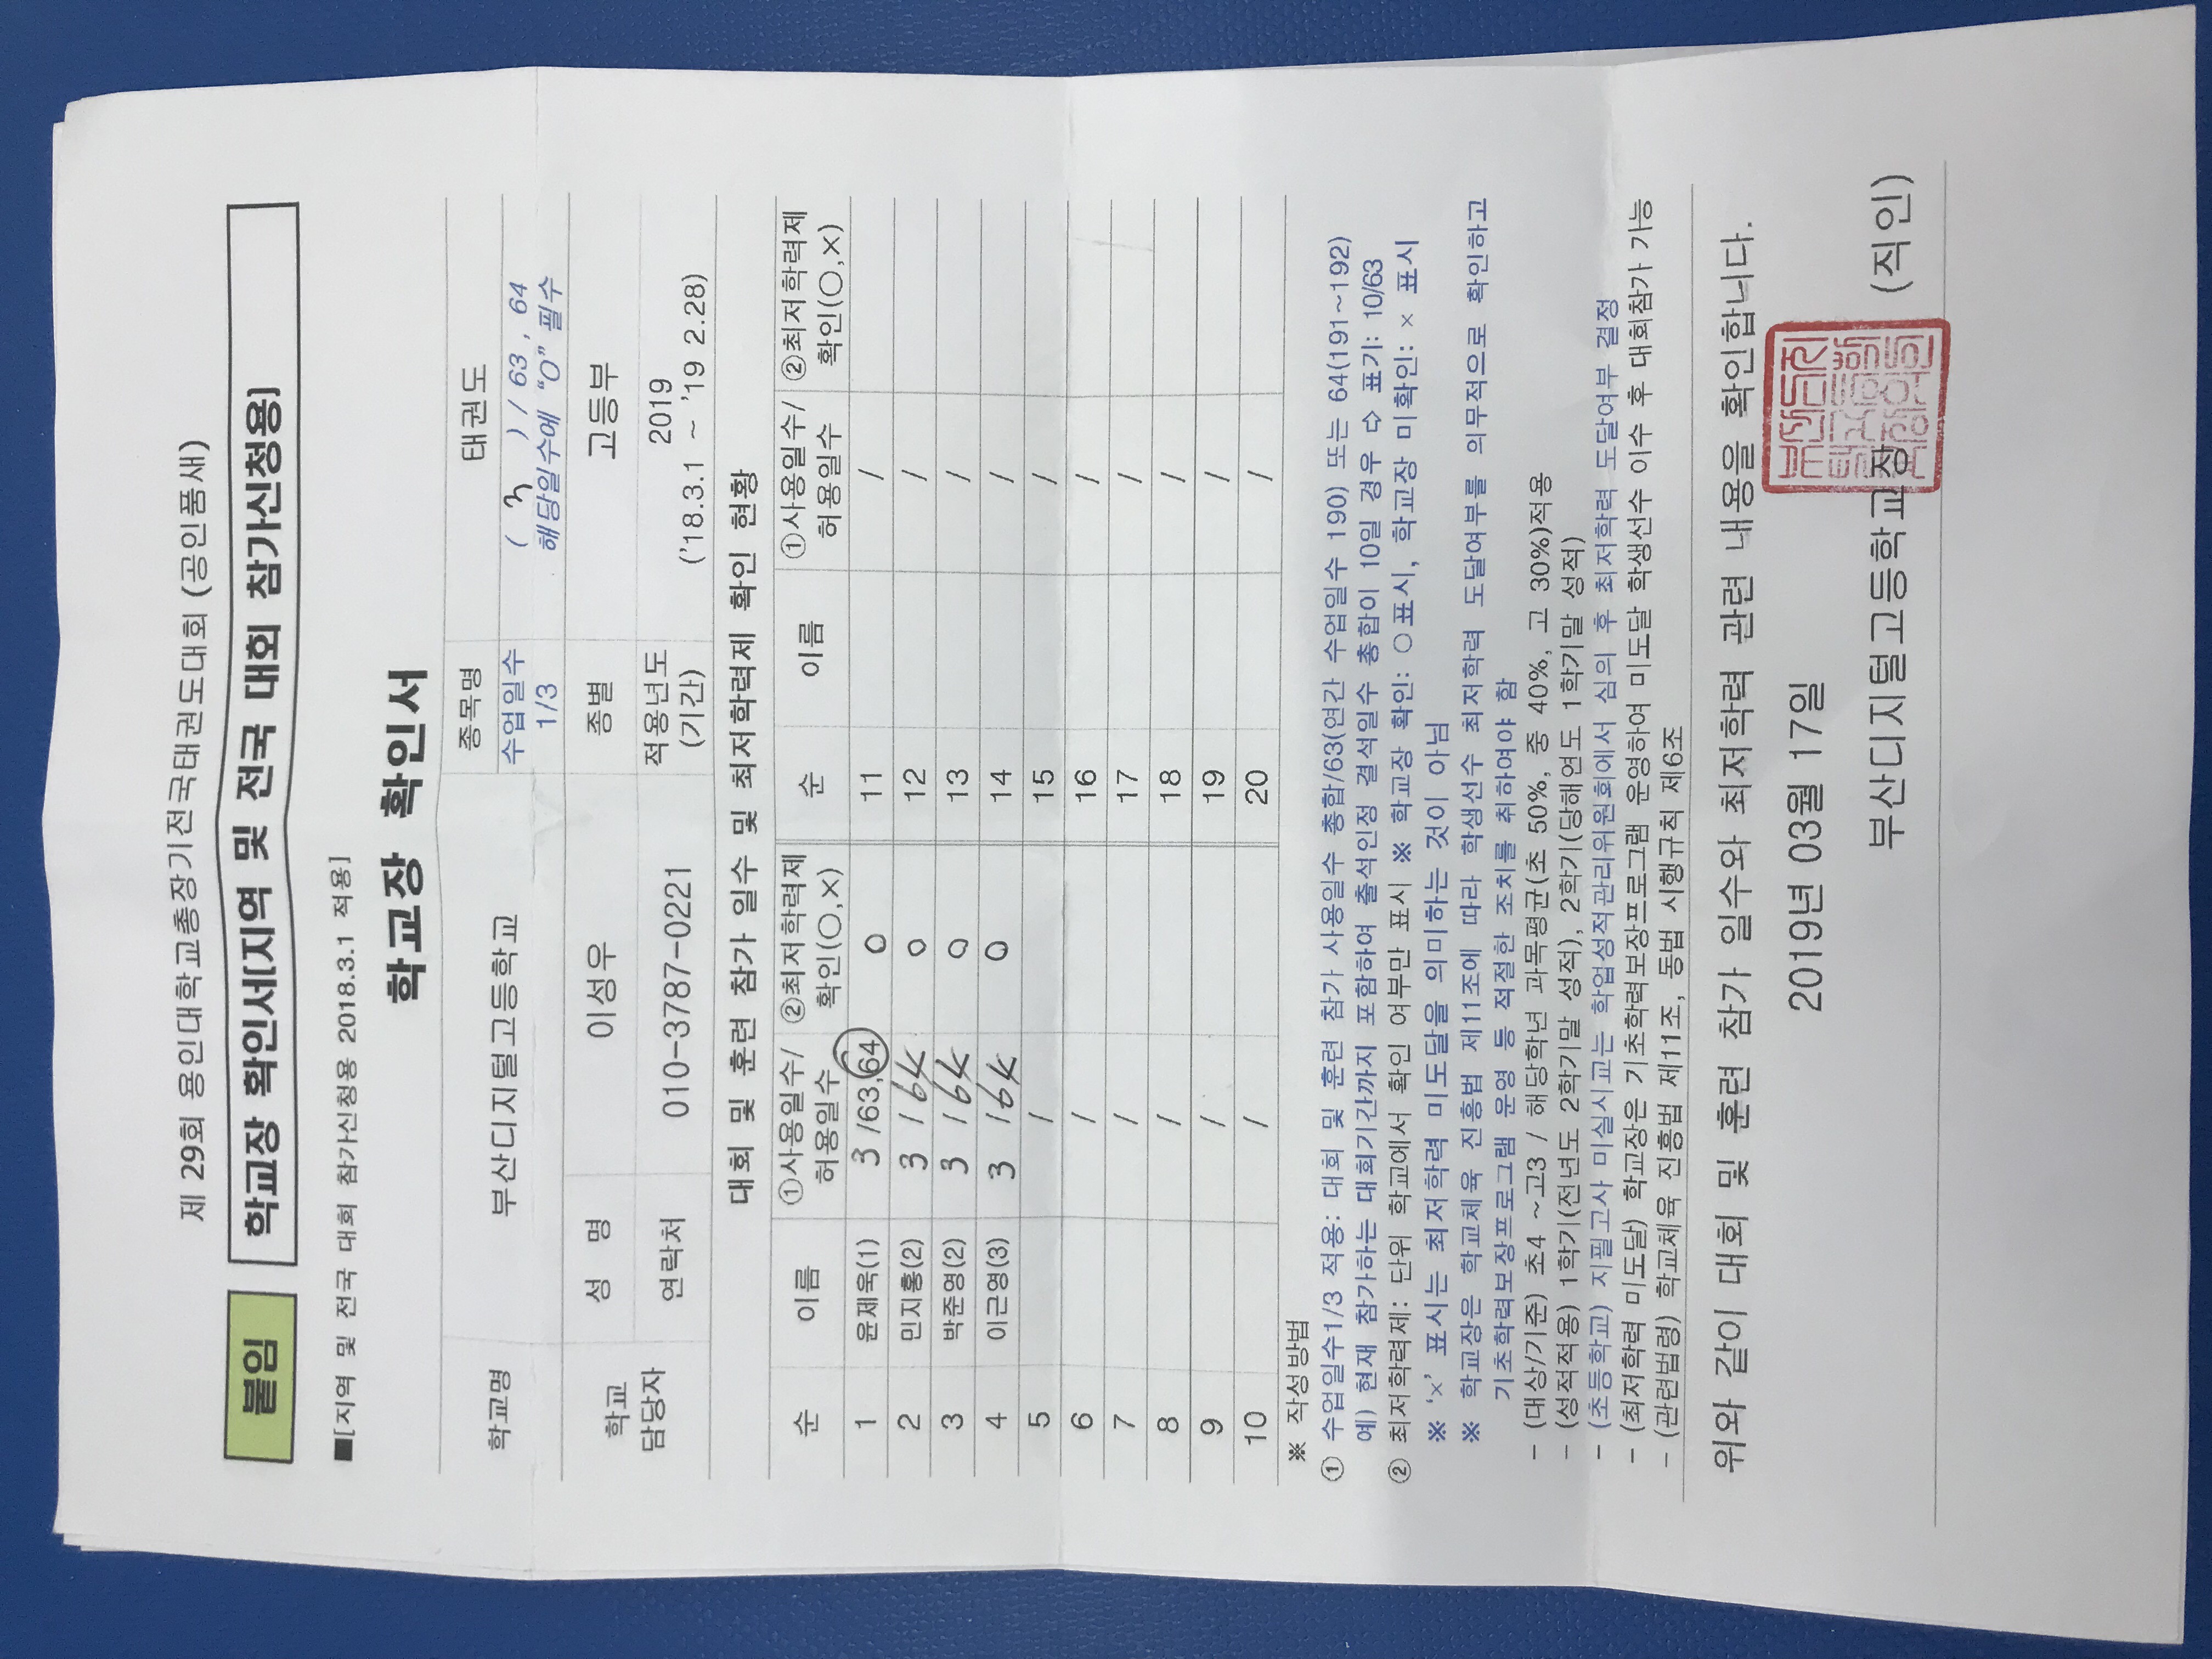 제 29회 용인대학교총장기전국태권도대회 (공인품새)
붙임 학교장 확인서[지역 및 전국 대회 참가신청용]
■[지역 및 전국 대회 참가신청용 2018.3.1 적용]
학교장 확인서
학교명 부산디지털고등학교 종목명 태권도
수업일수 1/3 ( 3 ) / 63 , 64
해당일수에 "O" 필수
학교 담당자 성 명 이성우 종별 고등부
연락처 010-3787-0221 적용년도 (기간) 2019
('18.3.1 ~ '19 2.28)
대회 및 훈련 참가 일수 및 최저학력제 확인 현황
순 이름 ①사용일수/ 허용일수 ②최저학력제 확인(○,×) 순 이름 ①사용일수/ 허용일수 ②최저학력제 확인(○,×)
1 윤제욱(1) 3 /63,64 O 11 /
2 민지홍(2) 3 / 64 O 12 /
3 박준영(2) 3 / 64 O 13 /
4 이근영(3) 3 / 64 O 14 /
5 / 15 /
6 / 16 /
7 / 17 /
8 / 18 /
9 / 19 /
10 / 20 /
※ 작성방법
① 수업일수1/3 적용: 대회 및 훈련 참가 사용일수 총합/63(연간 수업일수 190) 또는 64(191~192)
예) 현재 참가하는 대회기간까지 포함하여 출석인정 결석일수 총합이 10일 경우 ⇨ 표기: 10/63
② 최저학력제: 단위 학교에서 확인 여부만 표시 ※ 학교장 확인: ○표시, 학교장 미확인: × 표시
※ '×' 표시는 최저학력 미도달을 의미하는 것이 아님
※ 학교장은 학교체육 진흥법 제11조에 따라 학생선수 최저학력 도달여부를 의무적으로 확인하고
기초학력보장프로그램 운영 등 적절한 조치를 취하여야 함
- (대상/기준) 초4 ~고3 / 해당학년 과목평균(초 50%, 중 40%, 고 30%)적용
- (성적적용) 1학기(전년도 2학기말 성적), 2학기(당해연도 1학기말 성적)
- (초등학교) 지필고사 미실시교는 학업성적관리위원회에서 심의 후 최저학력 도달여부 결정
- (최저학력 미도달) 학교장은 기초학력보장프로그램 운영하여 미도달 학생선수 이수 후 대회참가 가능
- (관련법령) 학교체육 진흥법 제11조, 동법 시행규칙 제6조
위와 같이 대회 및 훈련 참가 일수와 최저학력 관련 내용을 확인합니다.
2019년 03월 17일
부산디지털고등학교장 (직인)